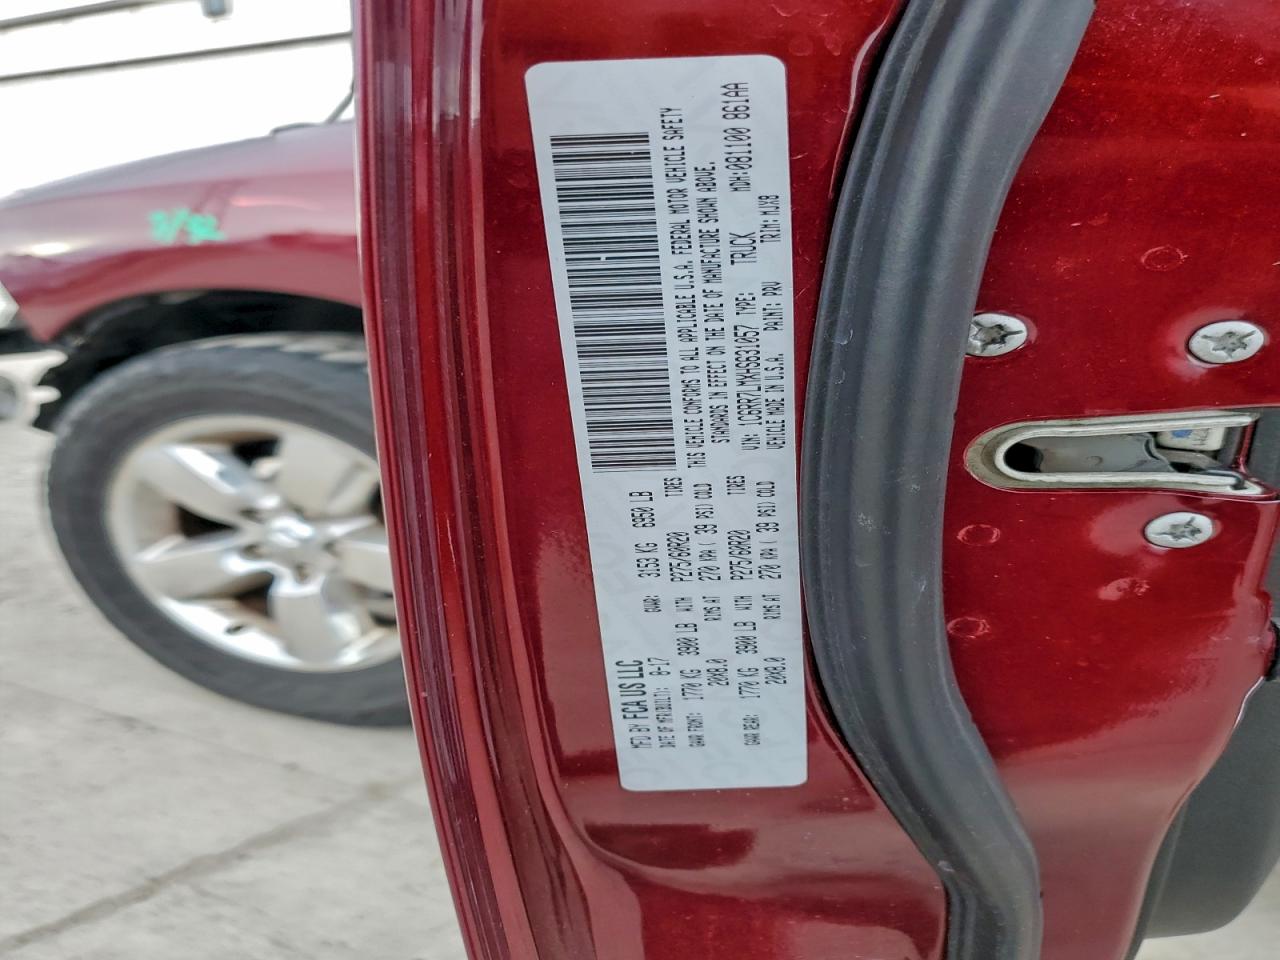 MFD BY FCA US LLC
DATE OF MFR(BUILT): 8-17 GVWR: 3153 KG 6950 LB
GAWR FRONT: 1770 KG 3900 LB WITH P275/60R20 TIRES
20X8.0 RIMS AT 270 KPA( 39 PSI) COLD
GAWR REAR: 1770 KG 3900 LB WITH P275/60R20 TIRES
20X8.0 RIMS AT 270 KPA( 39 PSI) COLD
THIS VEHICLE CONFORMS TO ALL APPLICABLE U.S.A. FEDERAL MOTOR VEHICLE SAFETY
STANDARDS IN EFFECT ON THE DATE OF MANUFACTURE SHOWN ABOVE.
VIN: 1C6RR7LMXHS631057 TYPE: TRUCK MDH:081100 861AA
VEHICLE MADE IN U.S.A. PAINT: PRV TRIM: MJX8